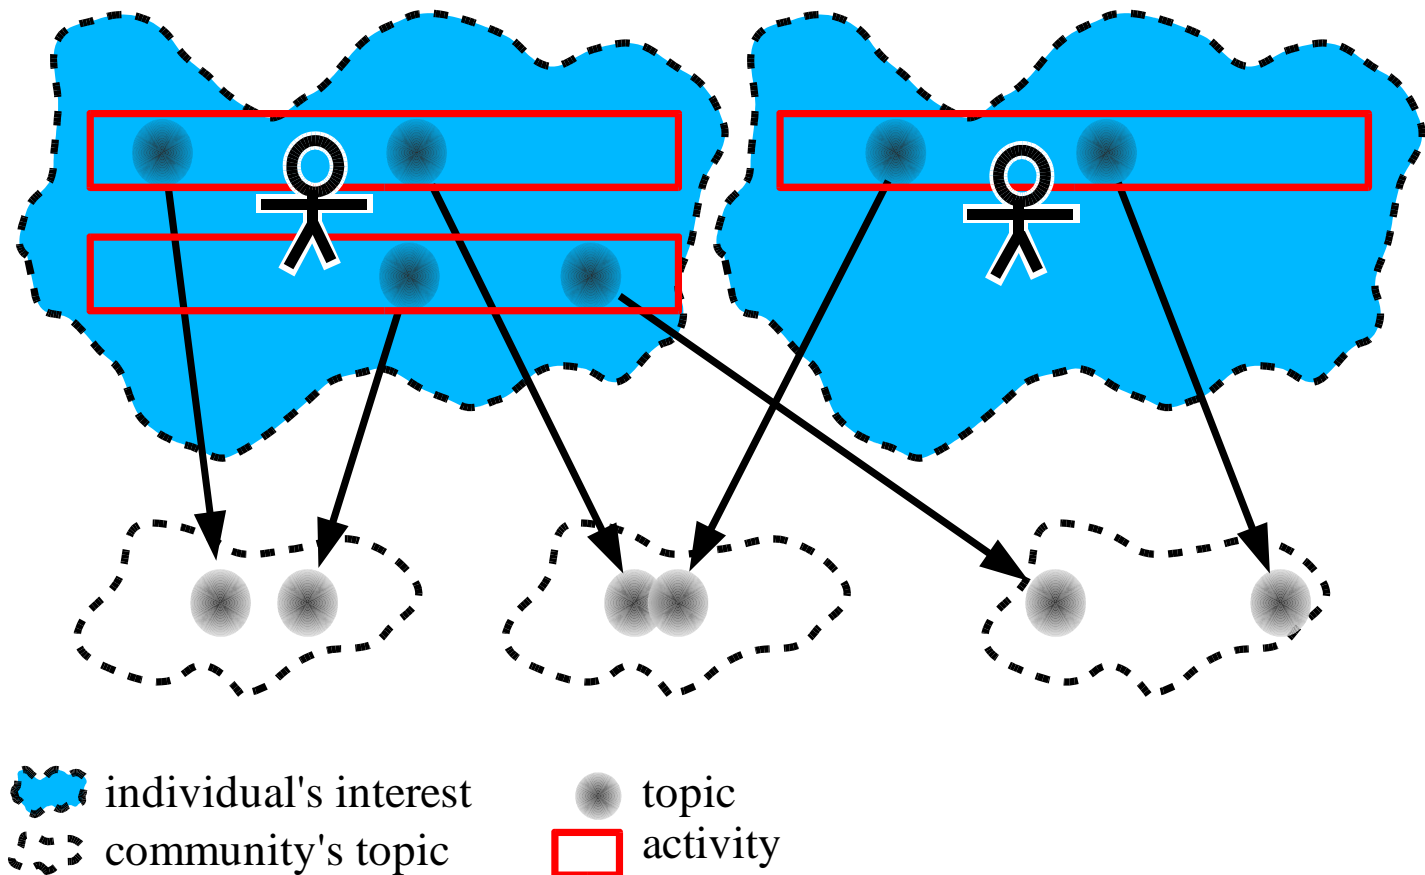 individual's interest
topic
community's topic
activity